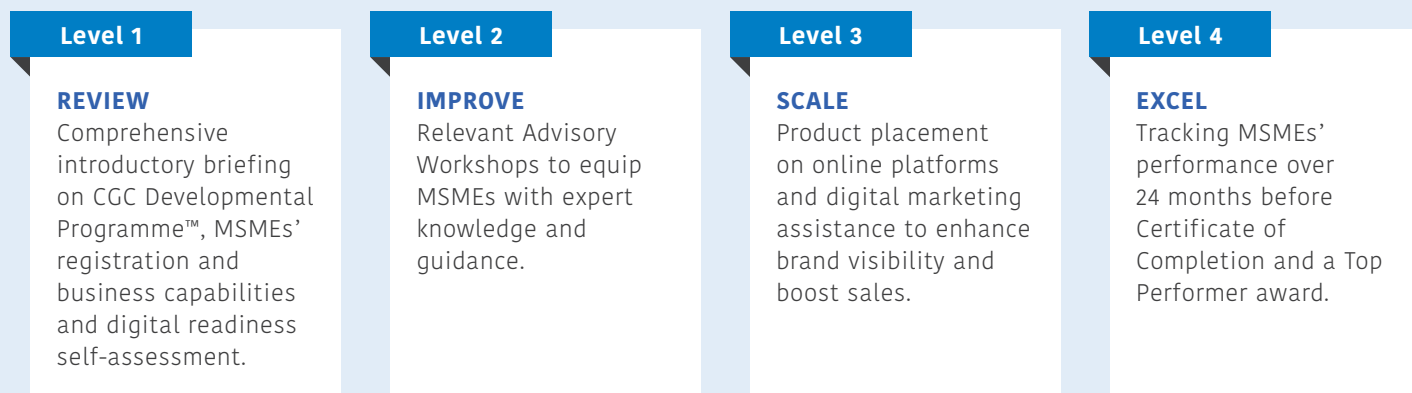 Level 1
REVIEW
Comprehensive
introductory briefing
on CGC Developmental
Programme™, MSMEs’
registration and
business capabilities
and digital readiness
self-assessment.
Level 2
IMPROVE
Relevant Advisory
Workshops to equip
MSMEs with expert
knowledge and
guidance.
Level 3
SCALE
Product placement
on online platforms
and digital marketing
assistance to enhance
brand visibility and
boost sales.
Level 4
EXCEL
Tracking MSMEs’
performance over
24 months before
Certificate of
Completion and a Top
Performer award.